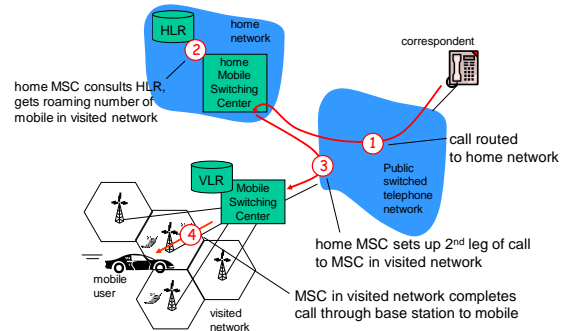 HLR
home
network
correspondent
2
home
Mobile
Switching
Center
home MSC consults HLR,
gets roaming number of
mobile in visited network
1
call routed
to home network
3
Public
switched
telephone
network
VLR
Mobile
Switching
Center
home MSC sets up 2nd leg of call
to MSC in visited network
4
mobile
user
MSC in visited network completes
call through base station to mobile
visited
network